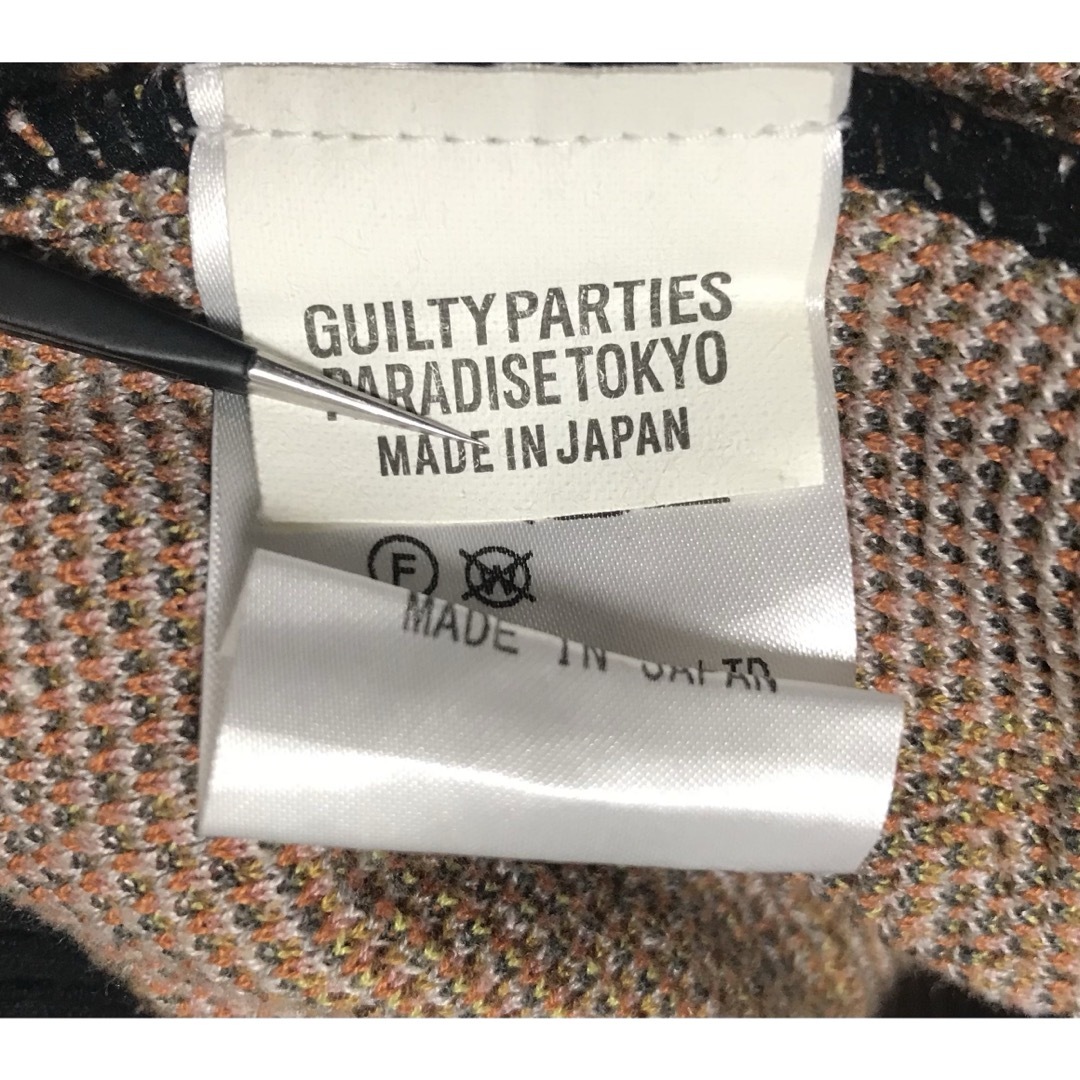 GUILTY PARTIES
PARADISE TOKYO
MADE IN JAPAN
F W
MADE IN JAPAN